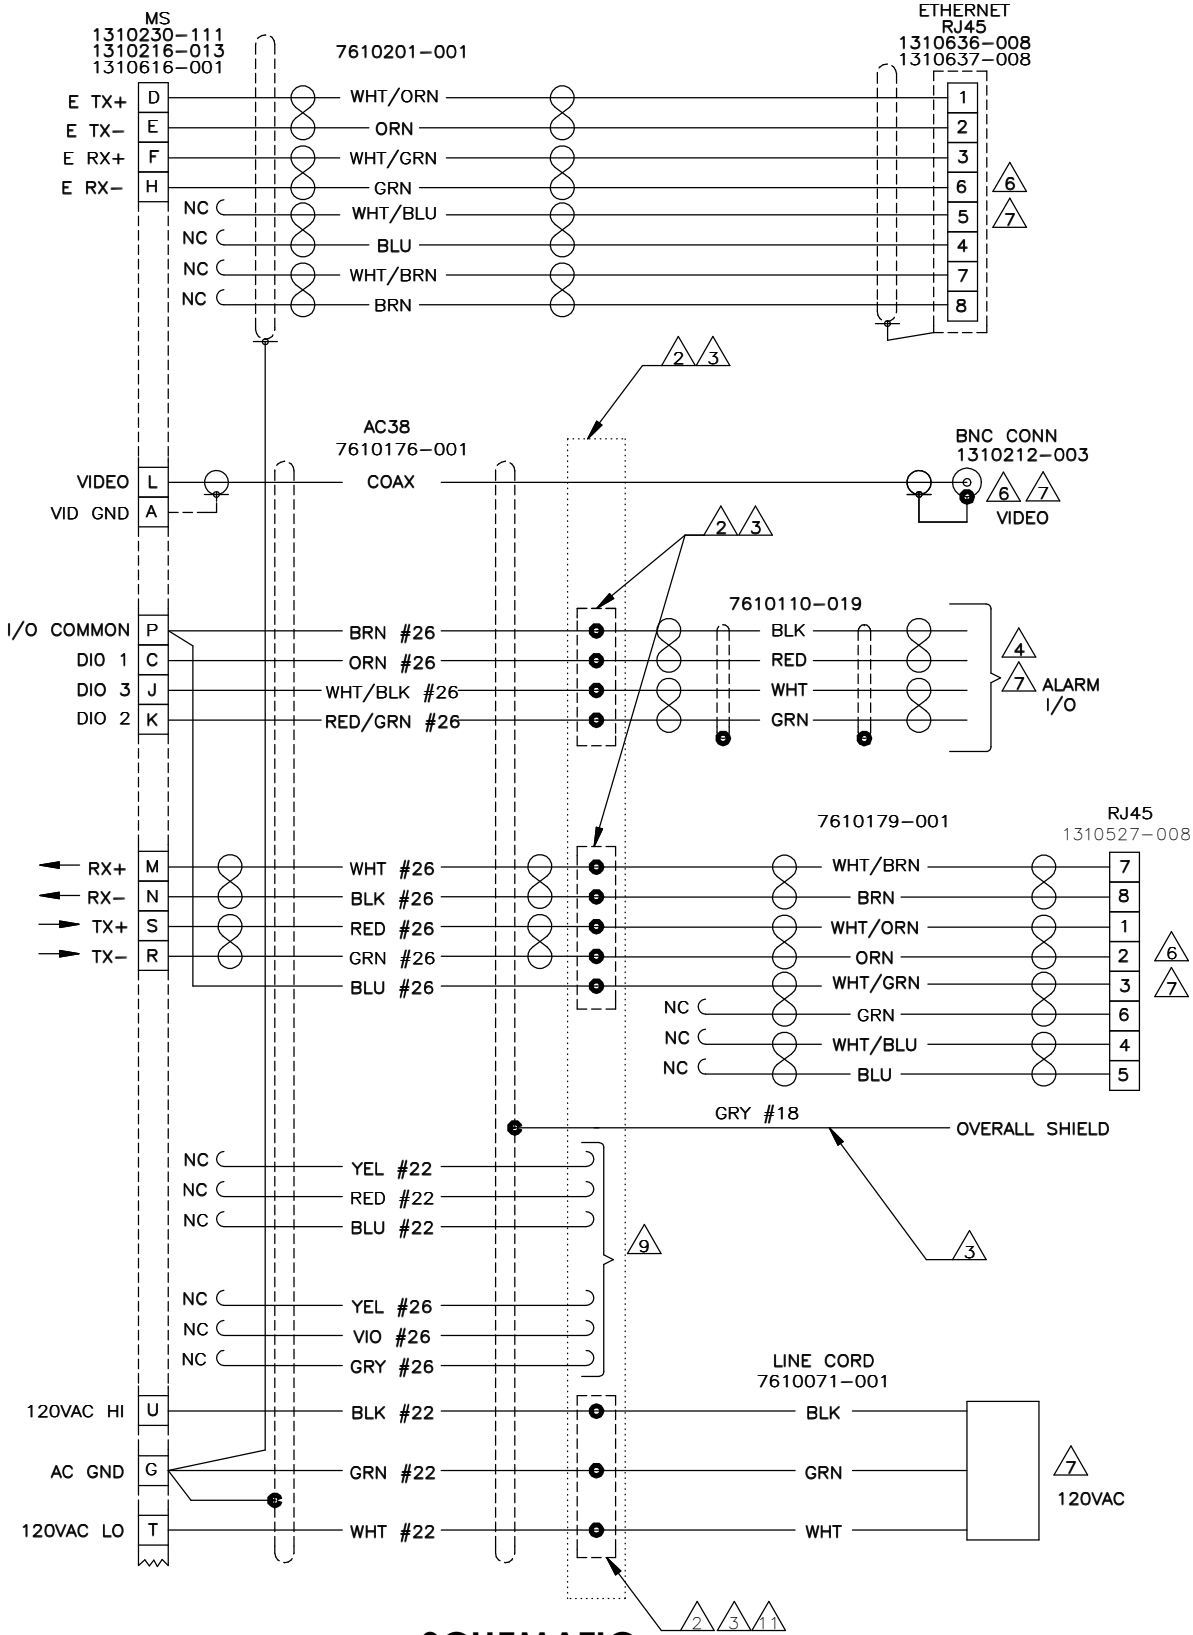 MS
1310230-111
1310216-013
1310616-001
7610201-001
ETHERNET
RJ45
1310636-008
1310637-008
E TX+ D WHT/ORN 1
E TX- E ORN 2
E RX+ F WHT/GRN 3
E RX- H GRN 6 6
NC WHT/BLU 5 7
NC BLU 4
NC WHT/BRN 7
NC BRN 8
2 3
AC38
7610176-001
BNC CONN
1310212-003
VIDEO L COAX 6 7
VID GND A VIDEO
2 3
7610110-019
I/O COMMON P BRN #26 BLK 4
DIO 1 C ORN #26 RED 7
DIO 3 J WHT/BLK #26 WHT ALARM
I/O
DIO 2 K RED/GRN #26 GRN
7610179-001
RJ45
1310527-008
RX+ M WHT #26 WHT/BRN 7
RX- N BLK #26 BRN 8
TX+ S RED #26 WHT/ORN 1
TX- R GRN #26 ORN 2 6
BLU #26 WHT/GRN 3 7
NC GRN 6
NC WHT/BLU 4
NC BLU 5
GRY #18
OVERALL SHIELD
NC YEL #22
NC RED #22
NC BLU #22
9
3
NC YEL #26
NC VIO #26
NC GRY #26
LINE CORD
7610071-001
120VAC HI U BLK #22 BLK
AC GND G GRN #22 GRN 7
120VAC
120VAC LO T WHT #22 WHT
2 3 11
SCHEMATIC